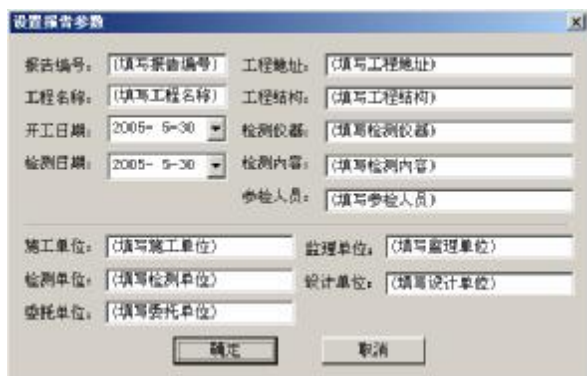 设置报告参数
报告编号： (填写报告编号) 工程地址： (填写工程地址)
工程名称： (填写工程名称) 工程结构： (填写工程结构)
开工日期： 2005- 5-30 检测仪器： (填写检测仪器)
检测日期： 2005- 5-30 检测内容： (填写检测内容)
参检人员： (填写参检人员)
施工单位： (填写施工单位) 监理单位： (填写监理单位)
检测单位： (填写检测单位) 设计单位： (填写设计单位)
委托单位： (填写委托单位)
确定 取消